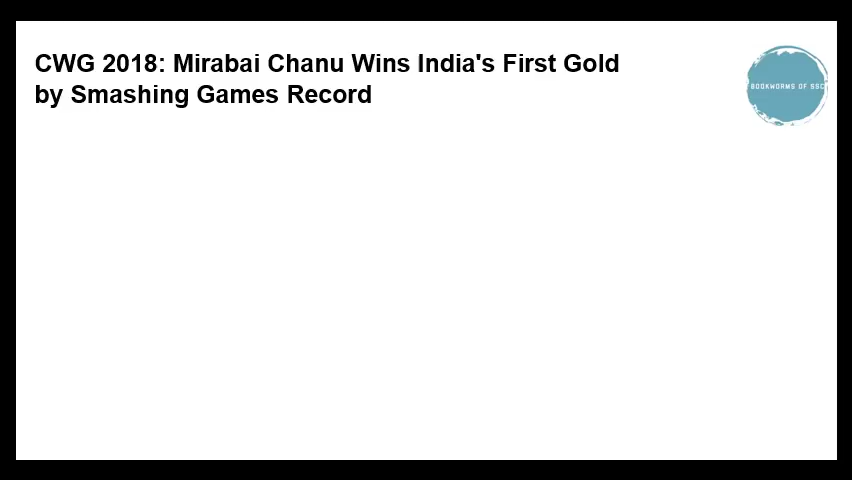 CWG 2018: Mirabai Chanu Wins India's First Gold
by Smashing Games Record
BOOKWORMS OF SSC